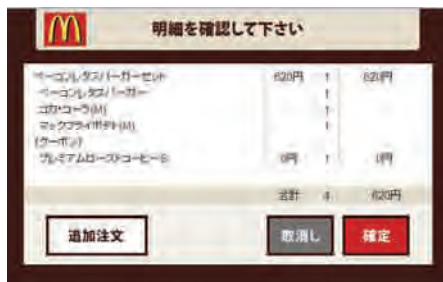 明細を確認して下さい
ベーコンレタスバーガーセット 620円 1 620円
ベーコンレタスバーガー 1
コカ・コーラ(M) 1
マックフライポテト(M) 1
(クーポン)
プレミアムローストコーヒーS 0円 1 0円
合計 4 620円
追加注文 取消し 確定